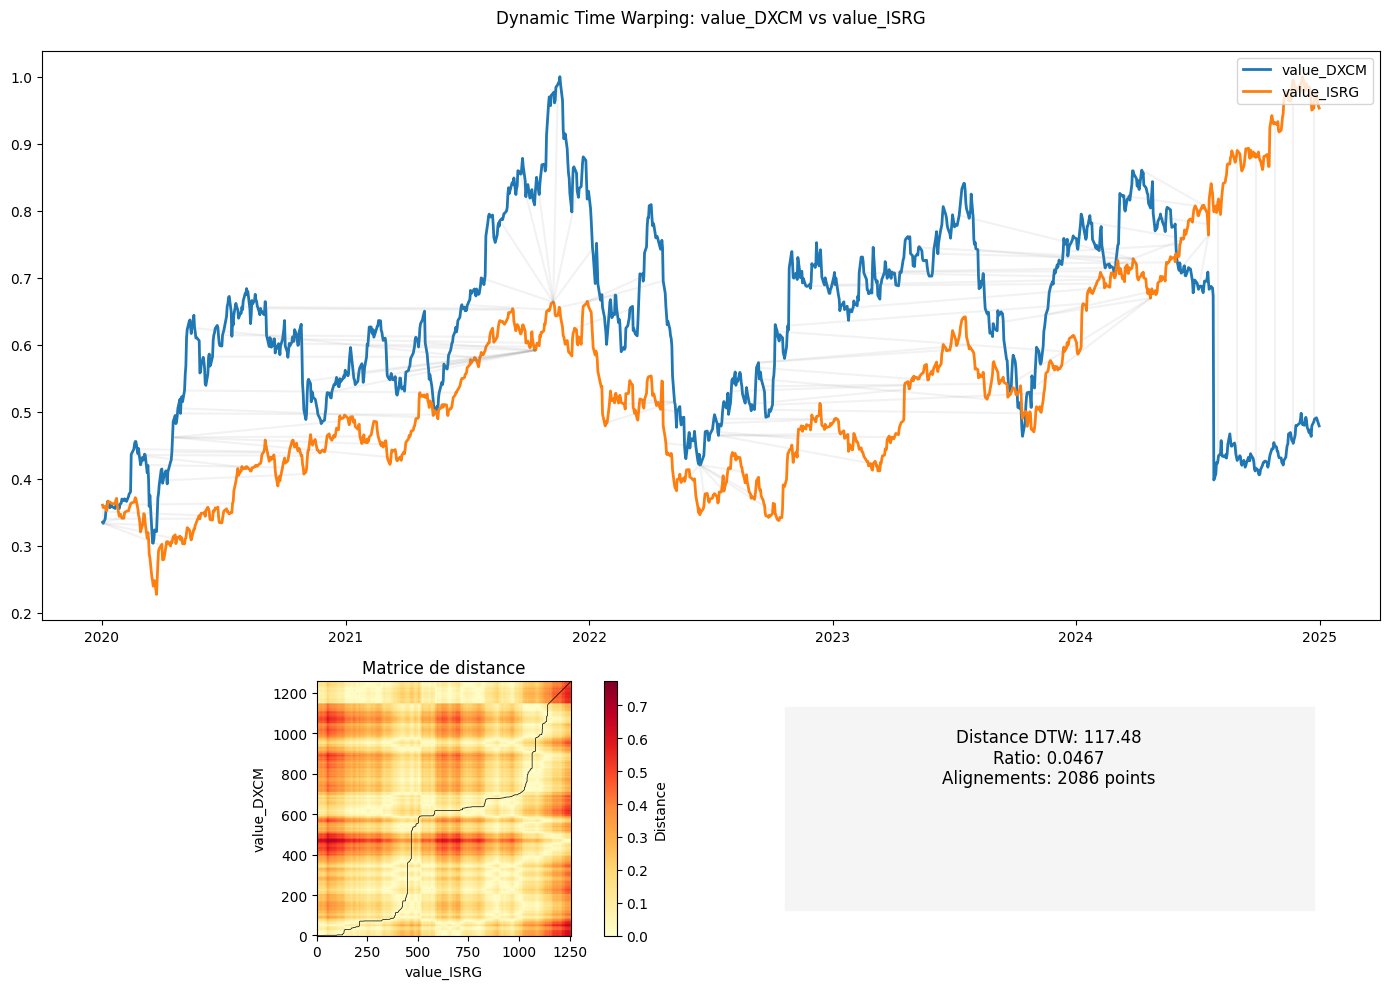 Dynamic Time Warping: value_DXCM vs value_ISRG
value_DXCM
value_ISRG
1.0
0.9
0.8
0.7
0.6
0.5
0.4
0.3
0.2
2020 2021 2022 2023 2024 2025
Matrice de distance
value_DXCM
1200
1000
800
600
400
200
0
0 250 500 750 1000 1250
value_ISRG
0.7
0.6
0.5
0.4
0.3
0.2
0.1
0.0
Distance
Distance DTW: 117.48
Ratio: 0.0467
Alignements: 2086 points